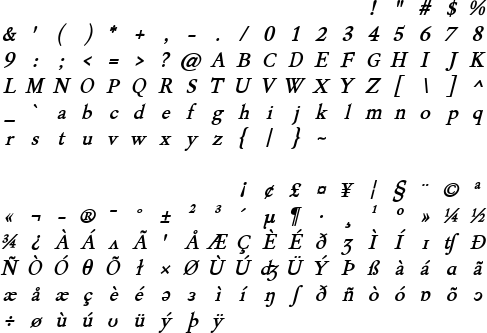 ! " # $ %
& ' ( ) * + , - . / 0 1 2 3 4 5 6 7 8
9 : ; < = > ? @ A B C D E F G H I J K
L M N O P Q R S T U V W X Y Z [ \ ] ^
_ ` a b c d e f g h i j k l m n o p q
r s t u v w x y z { | } ~
¡ ¢ £ ¤ ¥ ¦ § ¨ © ª
« ¬ - ® ¯ ° ± ² ³ ´ µ ¶ · ¸ ¹ º » ¼ ½
¾ ¿ À Á ʌ Ã ˚ Å Æ Ç È É ð ʒ Ì Í ɪ ʧ Ð
Ñ Ò Ó θ Õ ɫ × Ø Ù Ú ʤ Ü Ý Þ ß à á ɑ ã
æ å æ ç è é ə ɜ ì í ŋ ʃ ð ñ ò ó ɒ õ ɔ
÷ ø ù ú ʊ ü ý þ ÿ